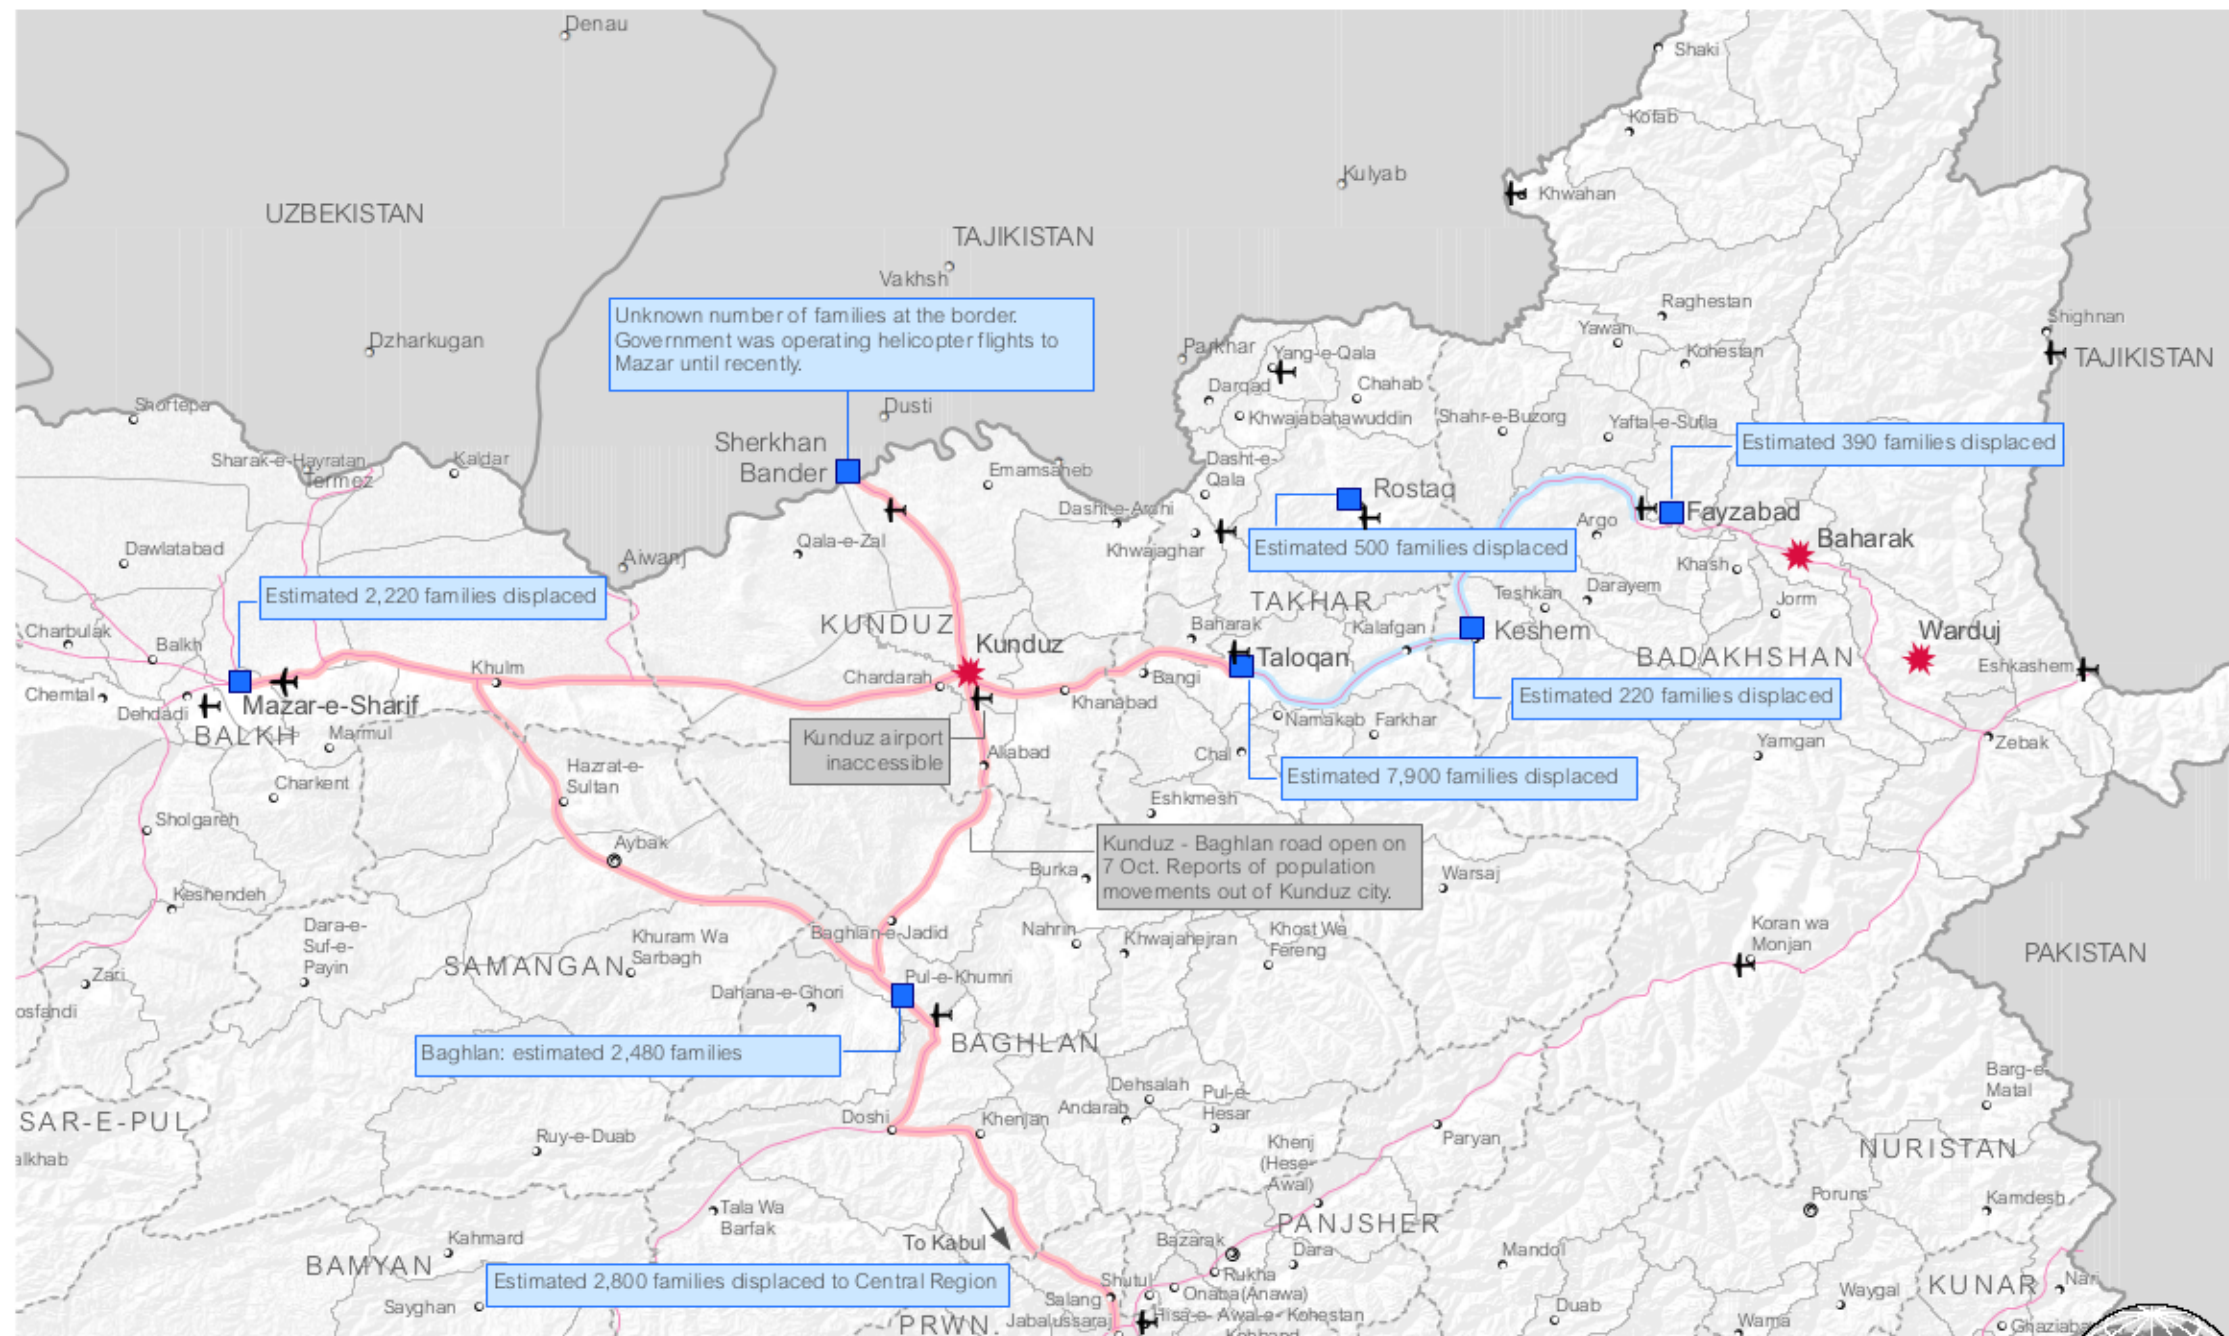 Denau
Shaki
Kofab
Kulyab
Khwahan
UZBEKISTAN
TAJIKISTAN
Vakhsh
Unknown number of families at the border.
Government was operating helicopter flights to
Mazar until recently.
Raghestan
Yawan
Shighnan
Dzharkugan
Parkhar
Yang-e-Qala
Kohestan
TAJIKISTAN
Darqad
Chahab
Shortepa
Dusti
Khwajabahawuddin
Shahr-e-Buzorg
Yaftal-e-Sufla
Estimated 390 families displaced
Sherkhan
Bander
Sharak-e-Hayratan
Termez
Kaldar
Emamsaheb
Dasht-e-
Qala
Rostaq
Dasht-e-Archi
Fayzabad
Argo
Baharak
Dawlatabad
Qala-e-Zal
Aiwanj
Khwajaghar
Estimated 500 families displaced
Khash
Estimated 2,220 families displaced
TAKHAR
Teshkan
Darayem
Jorm
Charbulak
Balkh
KUNDUZ
Kunduz
Baharak
Kalafgan
Keshem
Warduj
Khulm
Chardarah
Taloqan
BADAKHSHAN
Eshkashem
Chemtal
Dehdadi
Mazar-e-Sharif
Khanabad
Bangi
Estimated 220 families displaced
BALKH
Marmul
Kunduz airport
inaccessible
Namakab
Farkhar
Yamgan
Zebak
Aliabad
Chal
Hazrat-e-
Sultan
Charkent
Estimated 7,900 families displaced
Eshkmesh
Sholgareh
Aybak
Kunduz - Baghlan road open on
7 Oct. Reports of population
movements out of Kunduz city.
Burka
Warsaj
Keshendeh
Dara-e-
Suf-e-
Payin
Khuram Wa
Sarbagh
Baghlan-e-Jadid
Nahrin
Khwajahejran
Khost Wa
Fereng
Koran wa
Monjan
PAKISTAN
Zari
SAMANGAN
Pul-e-Khumri
Dahana-e-Ghori
osfandi
Baghlan: estimated 2,480 families
BAGHLAN
Barg-e-
Matal
Dehsalah
Pul-e-
Hesar
Andarab
SAR-E-PUL
Doshi
Khenjan
Paryan
Ruy-e-Duab
Khenj
(Hese-
Awal)
NURISTAN
alkhab
Poruns
Kamdesh
Tala Wa
Barfak
PANJSHER
To Kabul
Kahmard
Bazarak
Dara
Mandol
BAMYAN
Estimated 2,800 families displaced to Central Region
Shutul
Rukha
Onaba(Anawa)
Waygal
KUNAR
Nari
Sayghan
Salang
Hisa-e- Awal-e- Kohestan
Duab
PRWN.
Jabalussaraj
Kohband
Wama
Ghaziaba